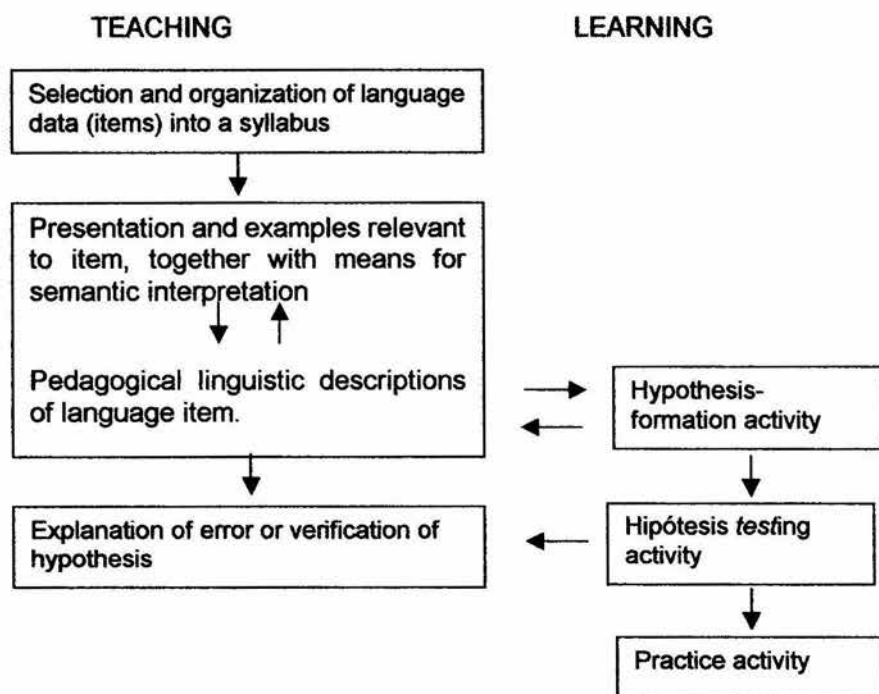 TEACHING
LEARNING
Selection and organization of language
data (items) into a syllabus
Presentation and examples relevant
to item, together with means for
semantic interpretation
Pedagogical linguistic descriptions
of language item.
Hypothesis-
formation activity
Explanation of error or verification of
hypothesis
Hipótesis testing
activity
Practice activity